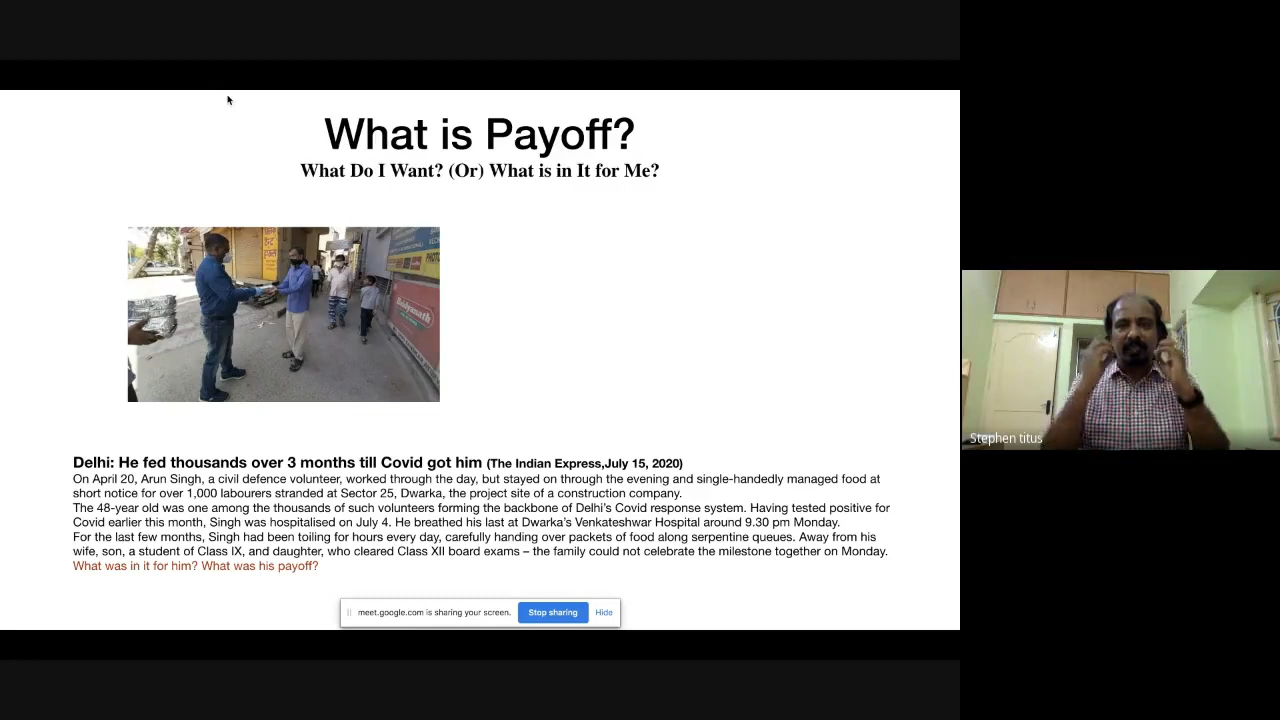 What is Payoff?
What Do I Want? (Or) What is in It for Me?
Baidyanath
Delhi: He fed thousands over 3 months till Covid got him (The Indian Express,July 15, 2020)
On April 20, Arun Singh, a civil defence volunteer, worked through the day, but stayed on through the evening and single-handedly managed food at
short notice for over 1,000 labourers stranded at Sector 25, Dwarka, the project site of a construction company.
The 48-year old was one among the thousands of such volunteers forming the backbone of Delhi's Covid response system. Having tested positive for
Covid earlier this month, Singh was hospitalised on July 4. He breathed his last at Dwarka's Venkateshwar Hospital around 9.30 pm Monday.
For the last few months, Singh had been toiling for hours every day, carefully handing over packets of food along serpentine queues. Away from his
wife, son, a student of Class IX, and daughter, who cleared Class XII board exams – the family could not celebrate the milestone together on Monday.
What was in it for him? What was his payoff?
meet.google.com is sharing your screen. Stop sharing Hide
Stephen titus